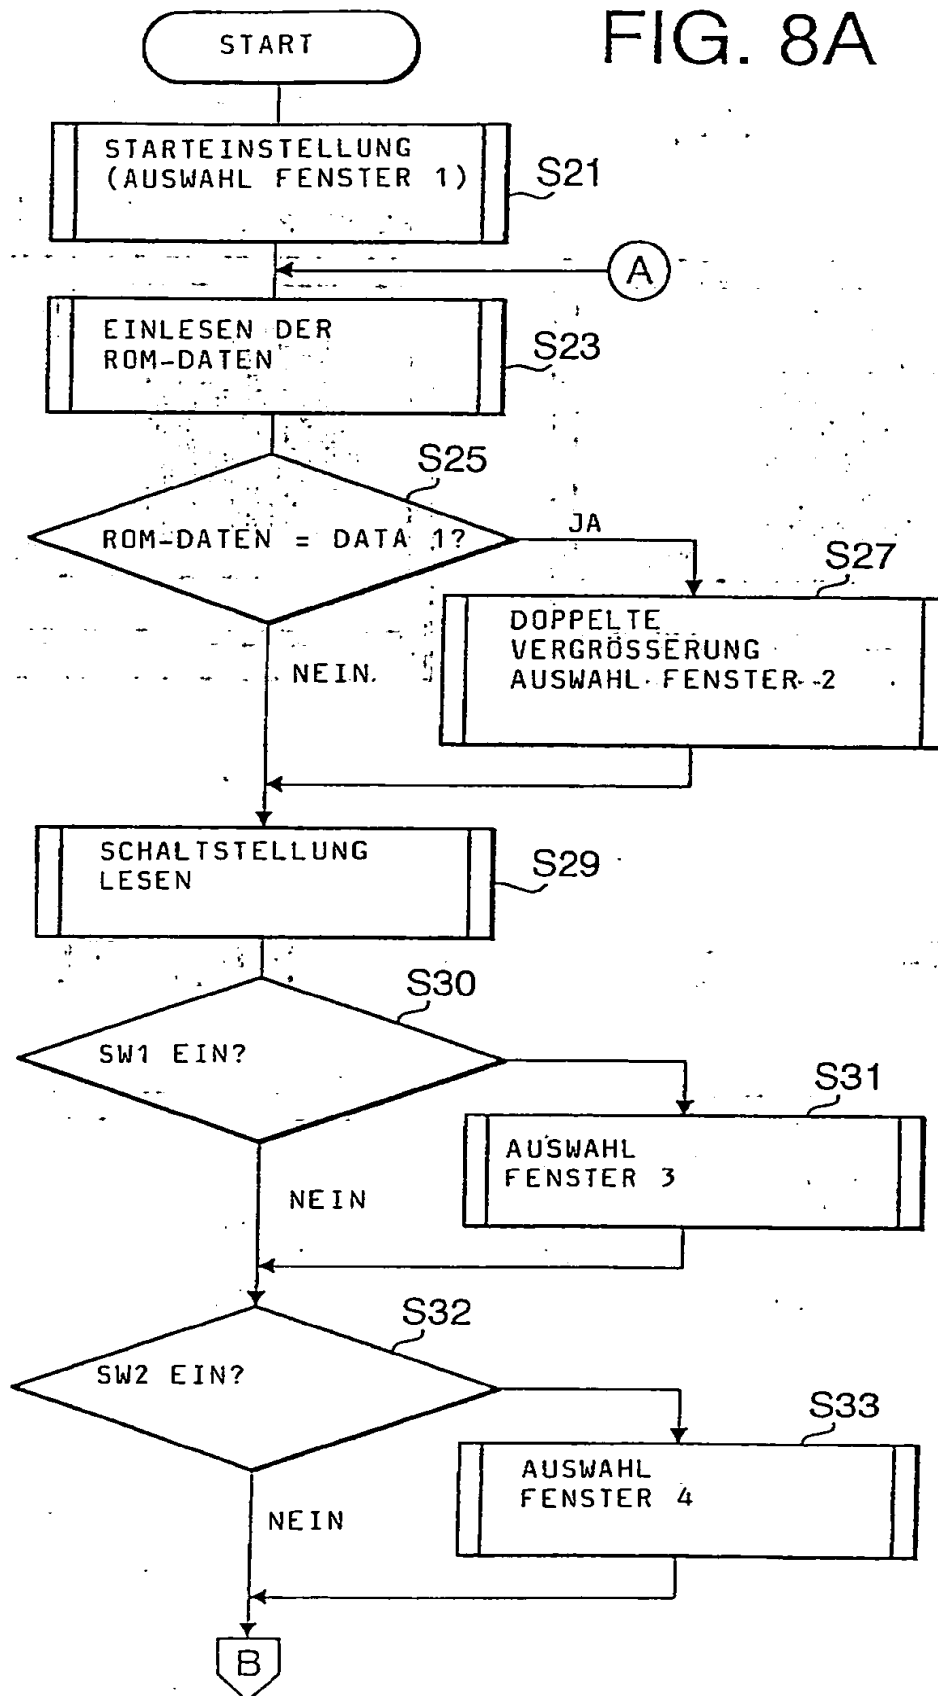 FIG. 8A
START
STARTEINSTELLUNG
(AUSWAHL FENSTER 1)
S21
A
EINLESEN DER
ROM-DATEN
S23
S25
ROM-DATEN = DATA 1?
JA
S27
NEIN
DOPPELTE
VERGRÖSSERUNG
AUSWAHL FENSTER 2
SCHALTSTELLUNG
LESEN
S29
S30
SW1 EIN?
S31
AUSWAHL
FENSTER 3
NEIN
S32
SW2 EIN?
S33
AUSWAHL
FENSTER 4
NEIN
B